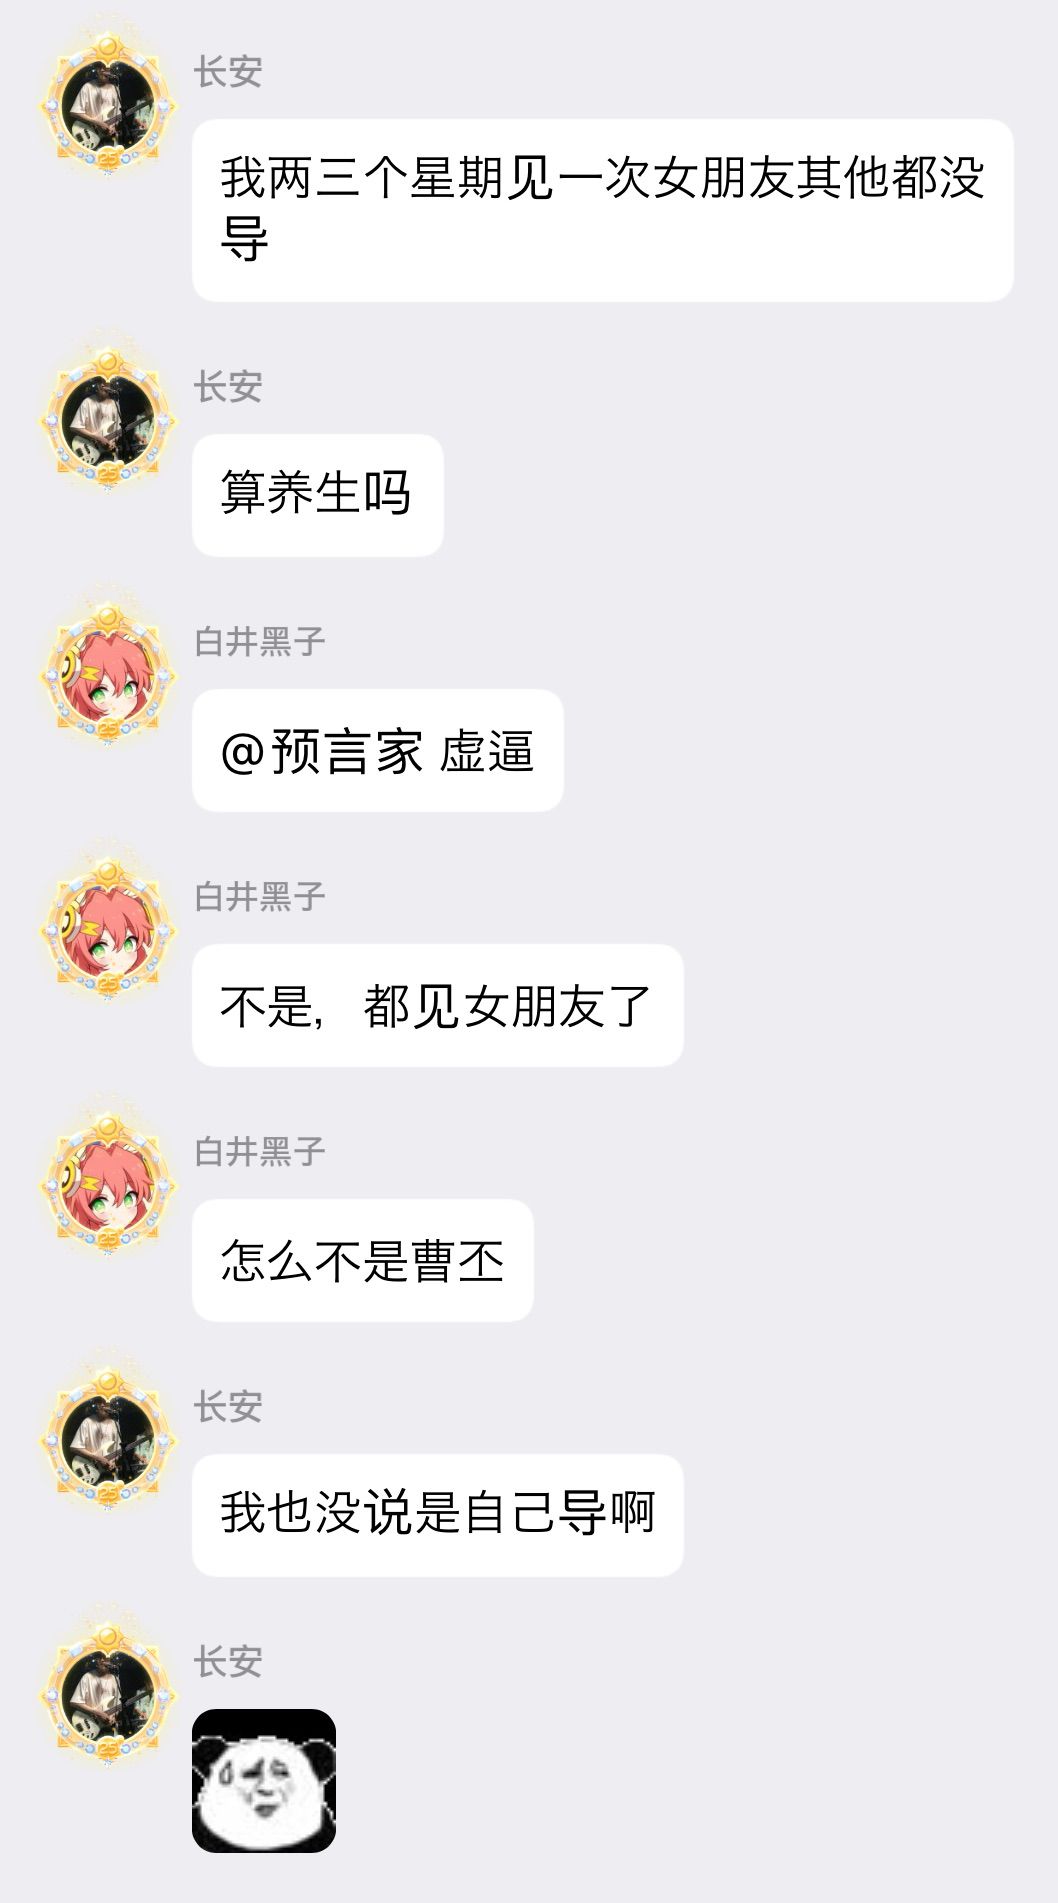 长安
我两三个星期见一次女朋友其他都没
导
长安
算养生吗
白井黑子
@预言家 虚逼
白井黑子
不是，都见女朋友了
白井黑子
怎么不是曹丕
长安
我也没说是自己导啊
长安